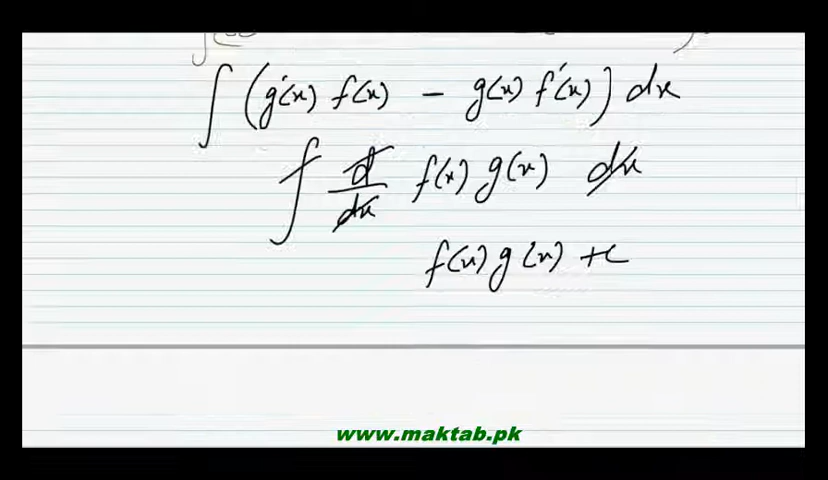 ∫ (g'(x) f(x) - g(x) f'(x)) dx
∫ d/dx f(x) g(x) dx
f(x) g(x) + c
www.maktab.pk